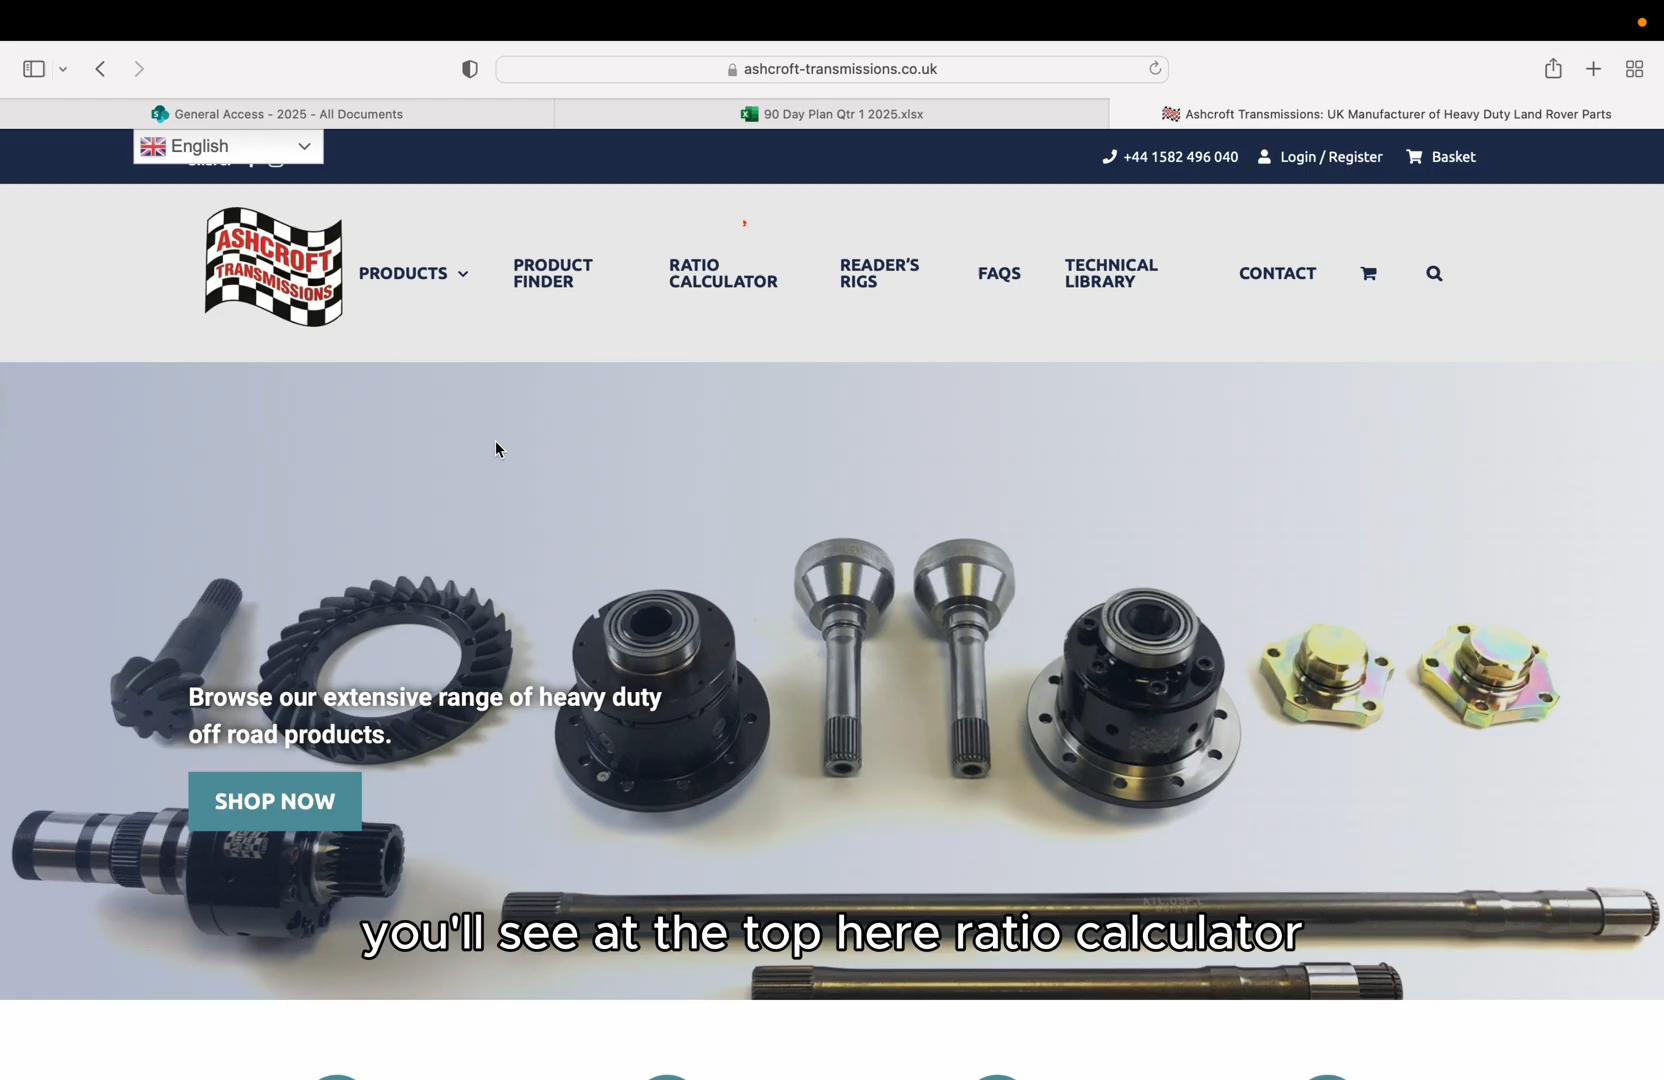 ashcroft-transmissions.co.uk
General Access - 2025 - All Documents
90 Day Plan Qtr 1 2025.xlsx
Ashcroft Transmissions: UK Manufacturer of Heavy Duty Land Rover Parts
English
+44 1582 496 040
Login / Register
Basket
ASHCROFT
TRANSMISSIONS
PRODUCTS
PRODUCT
FINDER
RATIO
CALCULATOR
READER'S
RIGS
FAQS
TECHNICAL
LIBRARY
CONTACT
Browse our extensive range of heavy duty
off road products.
SHOP NOW
you'll see at the top here ratio calculator